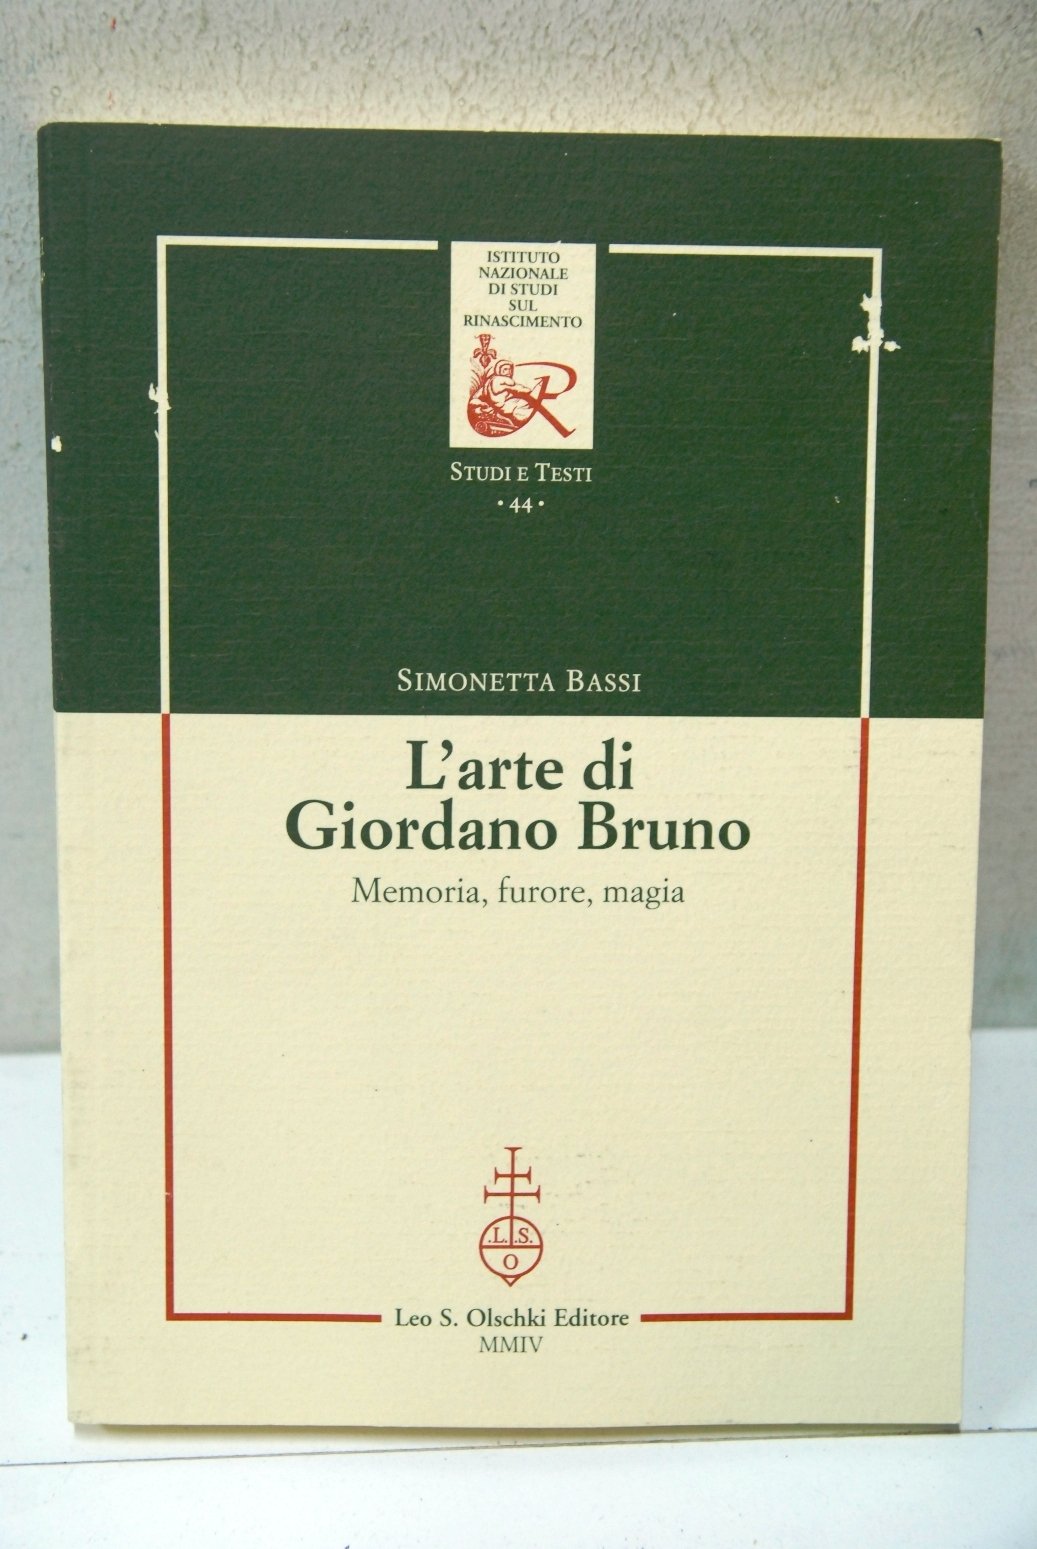 ISTITUTO
NAZIONALE
DI STUDI
SUL
RINASCIMENTO
R
STUDI E TESTI
• 44 •
SIMONETTA BASSI
L'arte di
Giordano Bruno
Memoria, furore, magia
.L.S.
O
Leo S. Olschki Editore
MMIV